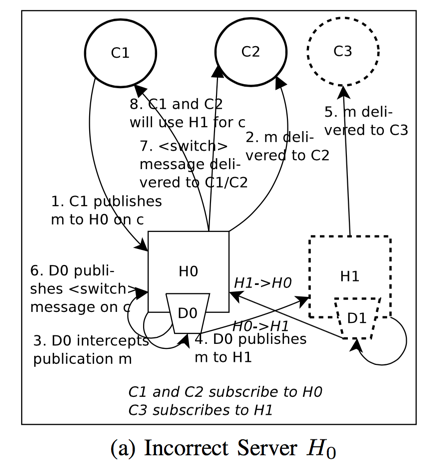 C1
C2
C3
8. C1 and C2
will use H1 for c
7. <switch>
message deli-
vered to C1/C2
2. m deli-
vered to C2
5. m deli-
vered to C3
1. C1 publishes
m to H0 on c
H0
D0
H1
D1
6. D0 publi-
shes <switch>
message on c
H1->H0
H0->H1
3. D0 intercepts
publication m
4. D0 publishes
m to H1
C1 and C2 subscribe to H0
C3 subscribes to H1
(a) Incorrect Server H₀